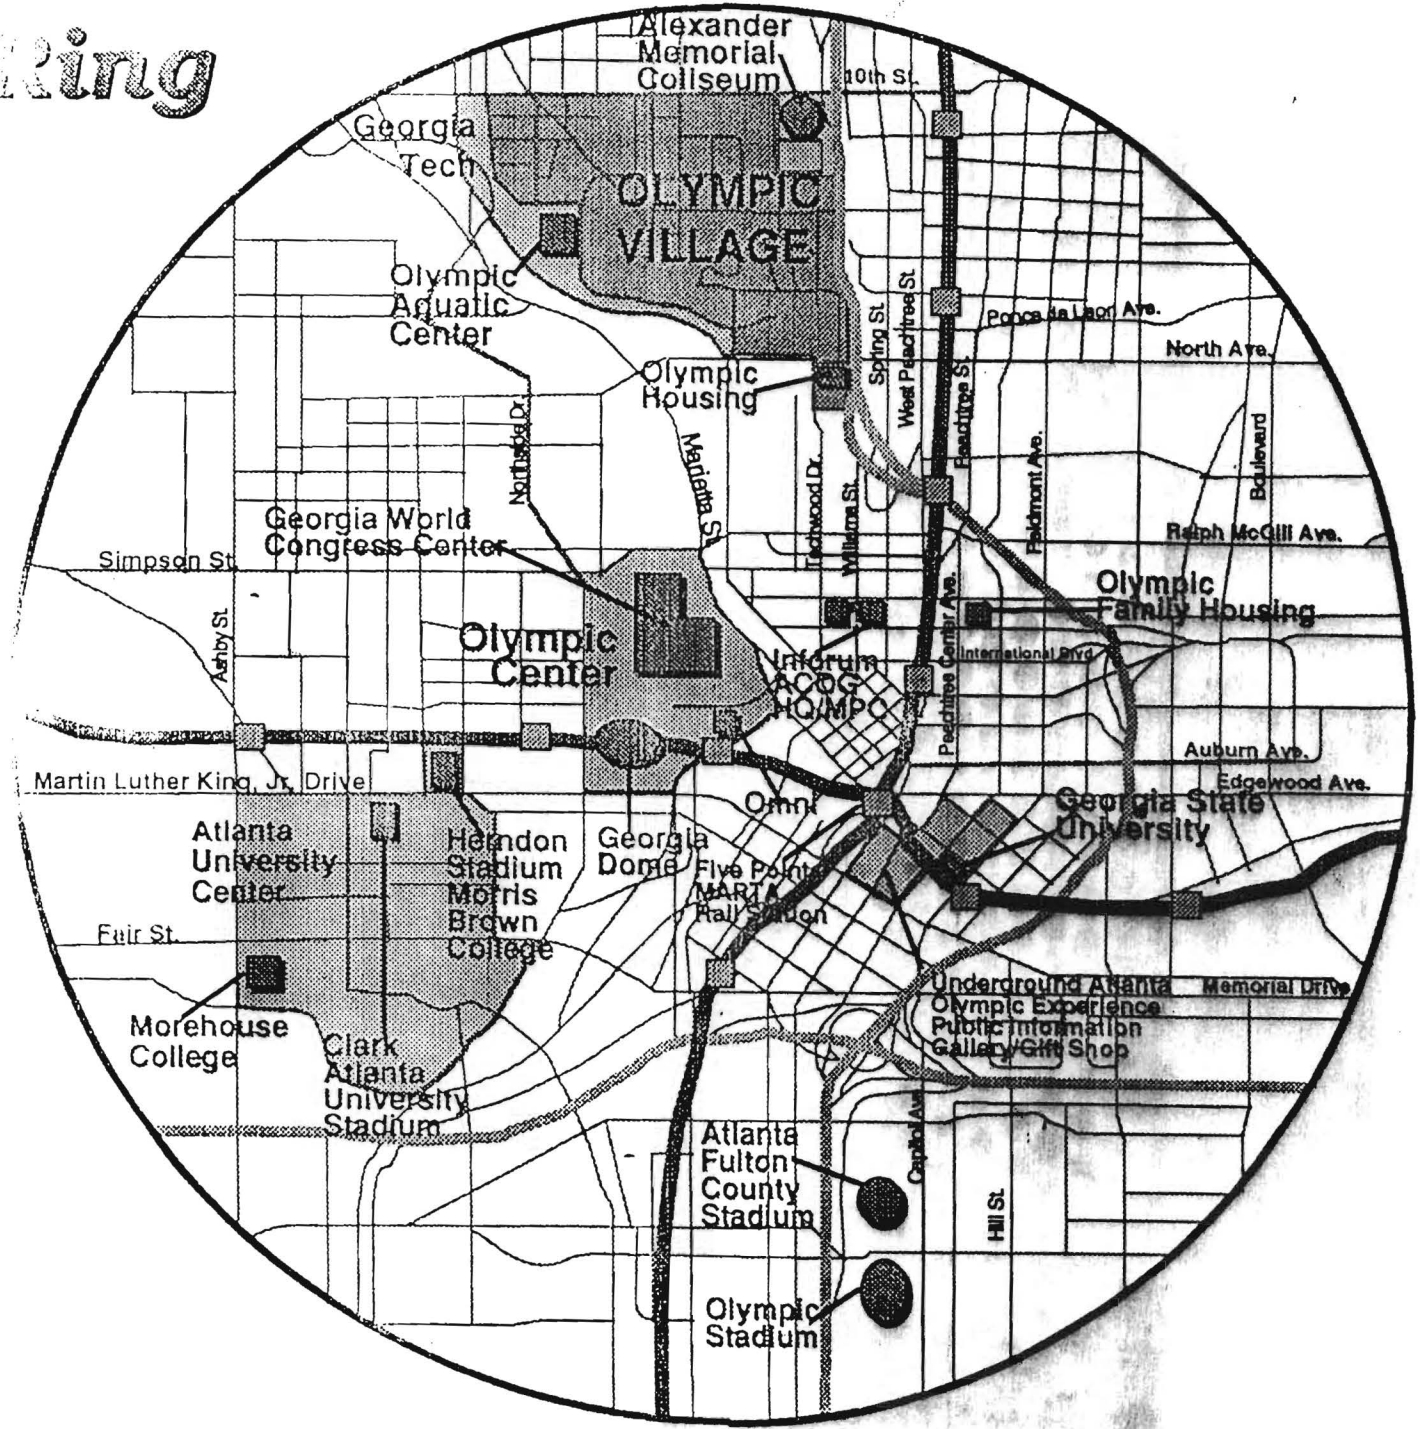 Ring
Alexander
Memorial
Coliseum
10th St.
Georgia
Tech
OLYMPIC
VILLAGE
Olympic
Aquatic
Center
Spring St.
West Peachtree St.
Ponce de Leon Ave.
North Ave.
Peachtree St.
Olympic
Housing
Northside Dr.
Marietta St.
Techwood Dr.
Williams St.
Piedmont Ave.
Boulevard
Georgia World
Congress Center
Ralph McGill Ave.
Simpson St.
Olympic
Family Housing
Ashby St.
Olympic
Center
Inforum
ACOG
HQ/MPC
Peachtree Center Ave.
International Blvd.
Auburn Ave.
Martin Luther King, Jr. Drive
Edgewood Ave.
Omni
Georgia State
University
Atlanta
University
Center
Herndon
Stadium
Morris
Brown
College
Georgia
Dome
Five Points
MARTA
Rail Station
Fair St.
Underground Atlanta
Olympic Experience
Public Information
Gallery/Gift Shop
Memorial Drive
Morehouse
College
Clark
Atlanta
University
Stadium
Atlanta
Fulton
County
Stadium
Capitol Ave.
Hill St.
Olympic
Stadium